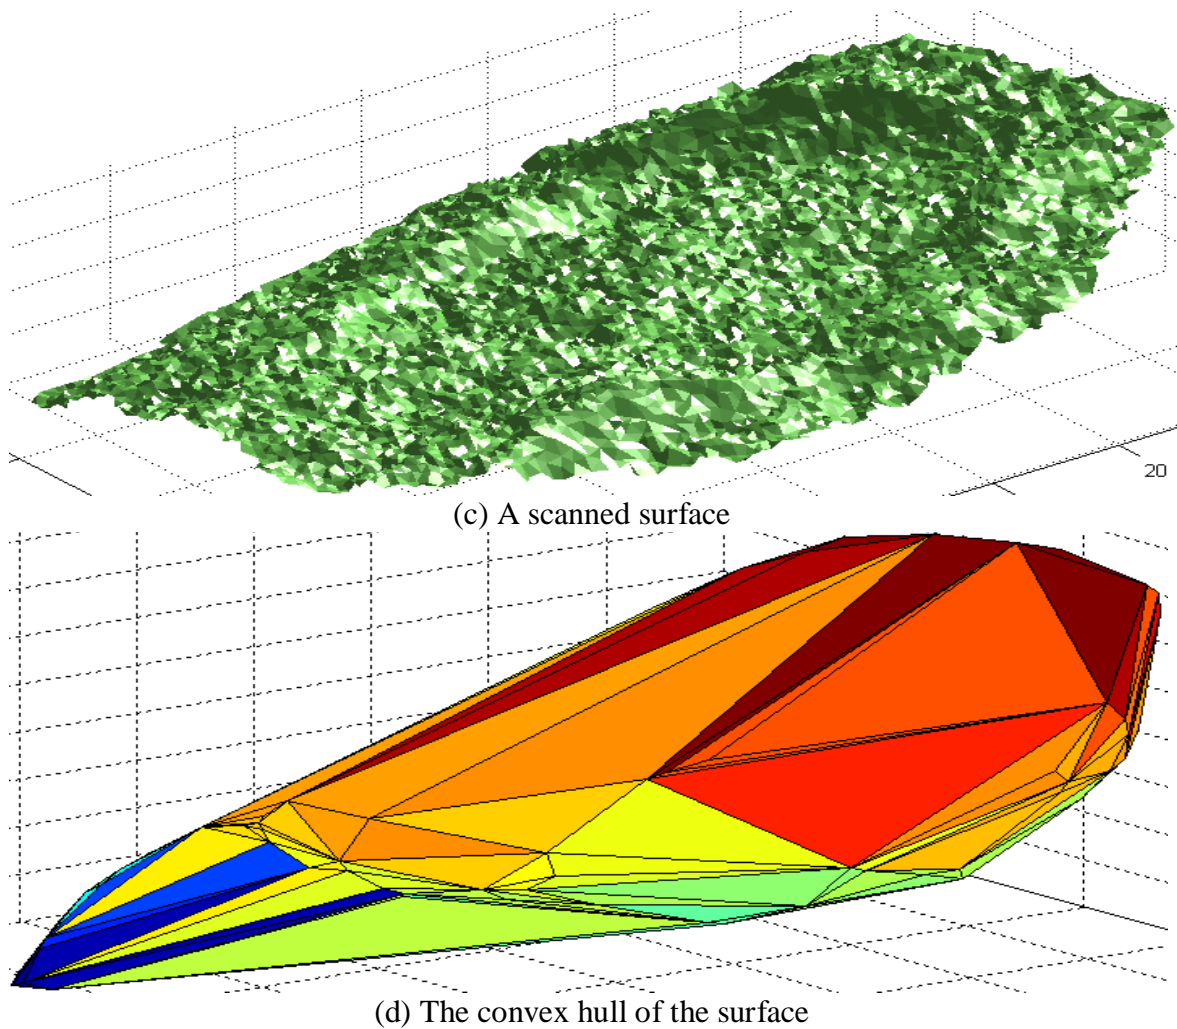 20
(c) A scanned surface
(d) The convex hull of the surface